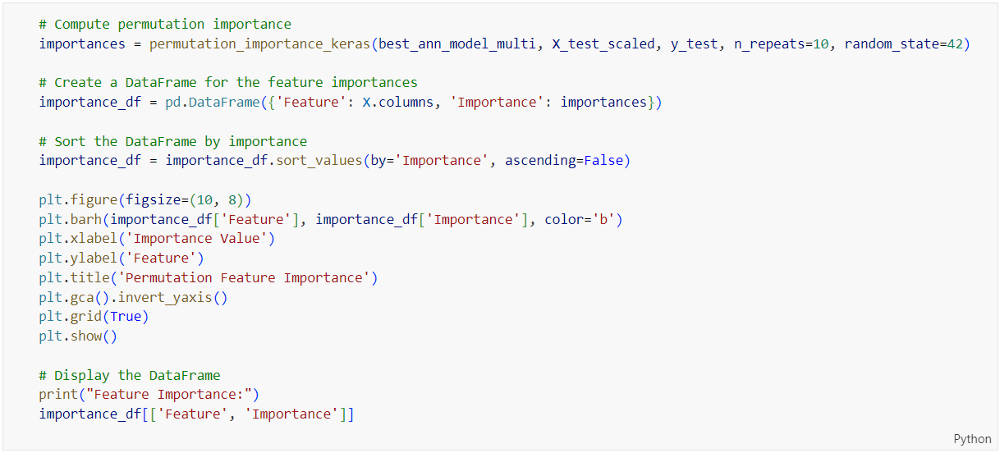 # Compute permutation importance
importances = permutation_importance_keras(best_ann_model_multi, X_test_scaled, y_test, n_repeats=10, random_state=42)
# Create a DataFrame for the feature importances
importance_df = pd.DataFrame({'Feature': X.columns, 'Importance': importances})
# Sort the DataFrame by importance
importance_df = importance_df.sort_values(by='Importance', ascending=False)
plt.figure(figsize=(10, 8))
plt.barh(importance_df['Feature'], importance_df['Importance'], color='b')
plt.xlabel('Importance Value')
plt.ylabel('Feature')
plt.title('Permutation Feature Importance')
plt.gca().invert_yaxis()
plt.grid(True)
plt.show()
# Display the DataFrame
print("Feature Importance:")
importance_df[['Feature', 'Importance']]
Python